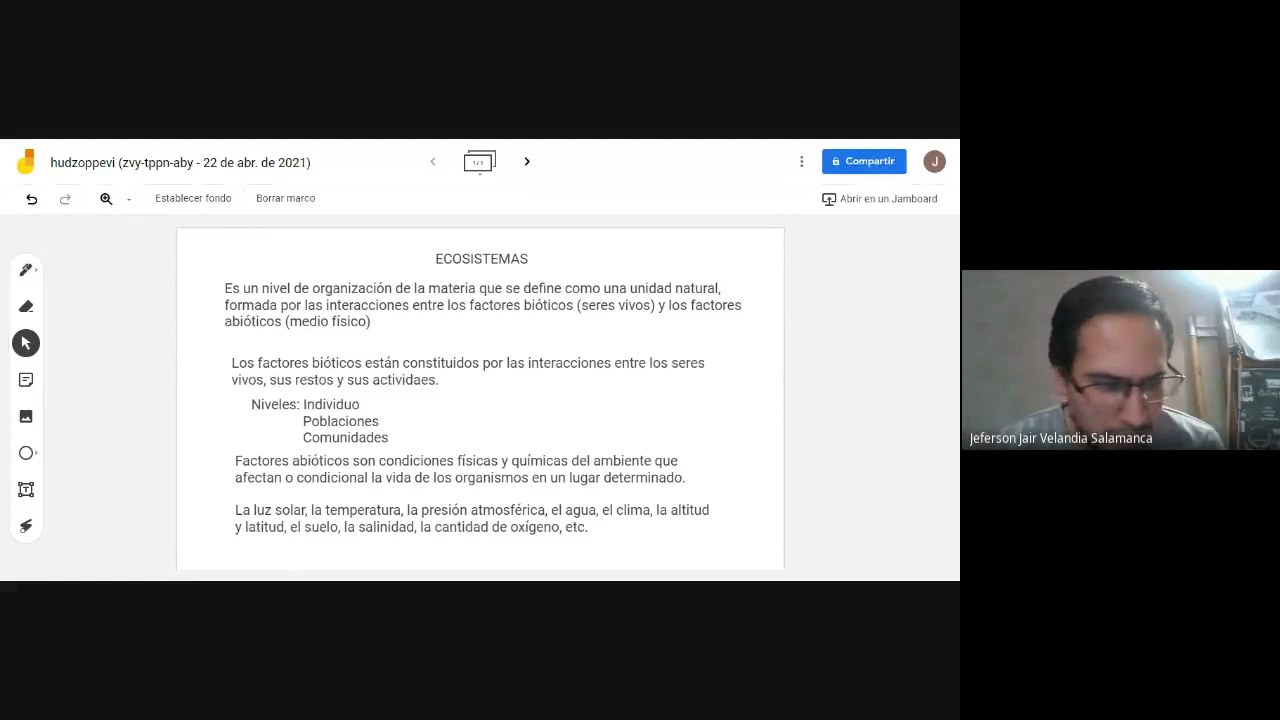 hudzoppevi (zvy-tppn-aby - 22 de abr. de 2021)
1/1
Compartir
J
Establecer fondo
Borrar marco
Abrir en un Jamboard
ECOSISTEMAS
Es un nivel de organización de la materia que se define como una unidad natural,
formada por las interacciones entre los factores bióticos (seres vivos) y los factores
abióticos (medio físico)
Los factores bióticos están constituidos por las interacciones entre los seres
vivos, sus restos y sus actividaes.
Niveles: Individuo
Poblaciones
Comunidades
Factores abióticos son condiciones físicas y químicas del ambiente que
afectan o condicional la vida de los organismos en un lugar determinado.
La luz solar, la temperatura, la presión atmosférica, el agua, el clima, la altitud
y latitud, el suelo, la salinidad, la cantidad de oxígeno, etc.
Jeferson Jair Velandia Salamanca